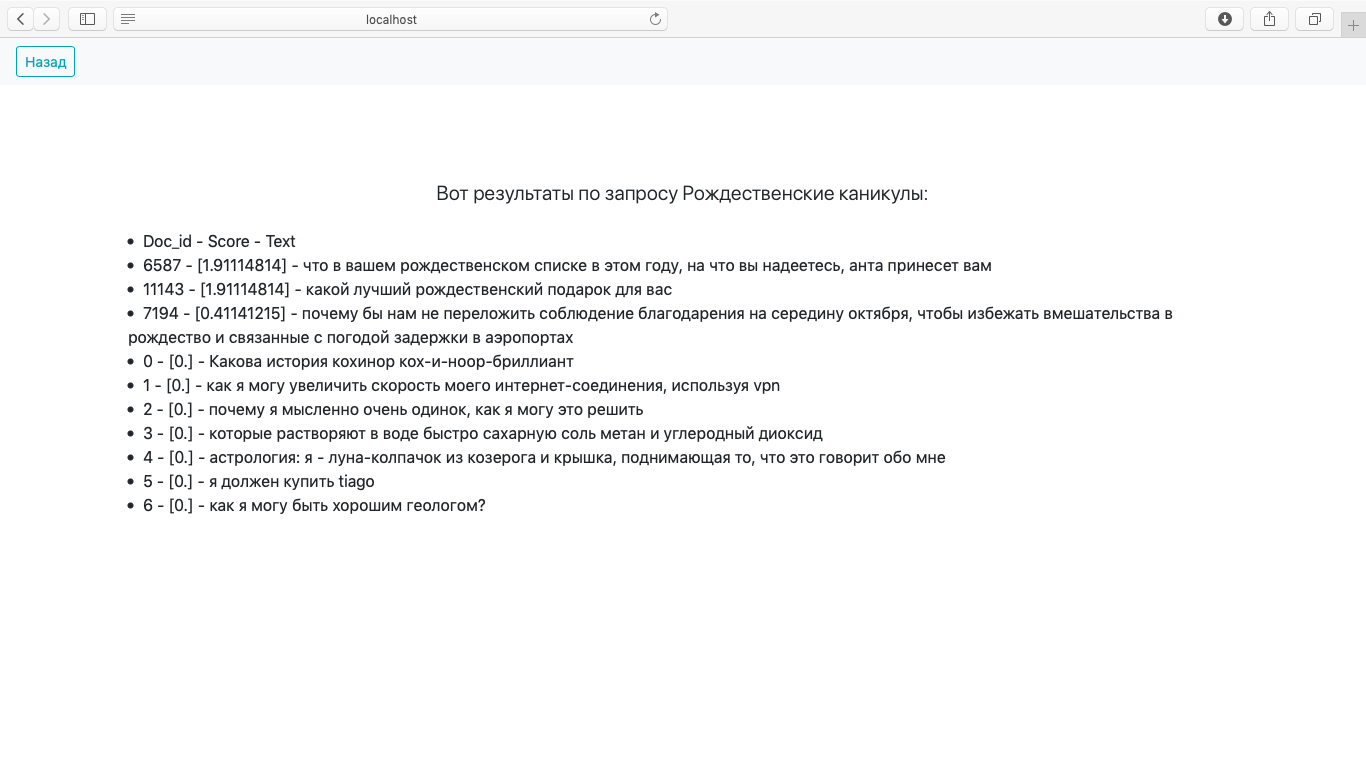 localhost
Назад
Вот результаты по запросу Рождественские каникулы:
Doc_id - Score - Text
6587 - [1.91114814] - что в вашем рождественском списке в этом году, на что вы надеетесь, анта принесет вам
11143 - [1.91114814] - какой лучший рождественский подарок для вас
7194 - [0.41141215] - почему бы нам не переложить соблюдение благодарения на середину октября, чтобы избежать вмешательства в
рождество и связанные с погодой задержки в аэропортах
0 - [0.] - Какова история кохинор кох-и-ноор-бриллиант
1 - [0.] - как я могу увеличить скорость моего интернет-соединения, используя vpn
2 - [0.] - почему я мысленно очень одинок, как я могу это решить
3 - [0.] - которые растворяют в воде быстро сахарную соль метан и углеродный диоксид
4 - [0.] - астрология: я - луна-колпачок из козерога и крышка, поднимающая то, что это говорит обо мне
5 - [0.] - я должен купить tiago
6 - [0.] - как я могу быть хорошим геологом?